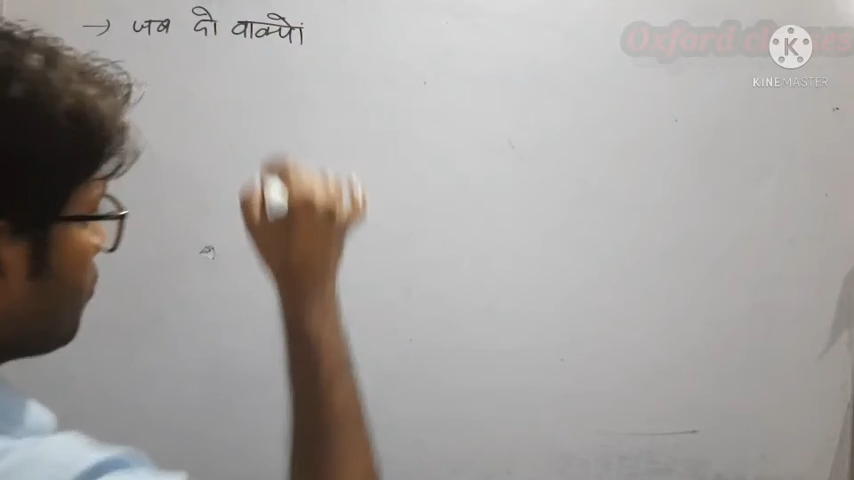 → जब दो वाक्यों
Oxford classes
K
KINEMASTER